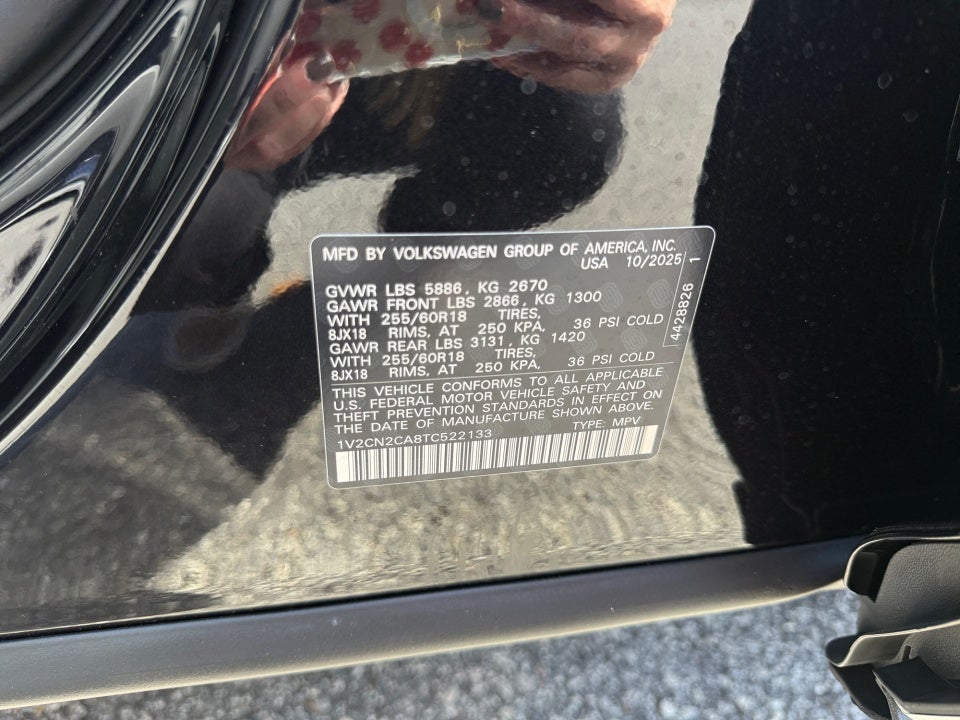 MFD BY VOLKSWAGEN GROUP OF AMERICA, INC.
USA 10/2025
GVWR LBS 5886, KG 2670
GAWR FRONT LBS 2866, KG 1300
WITH 255/60R18 TIRES,
8JX18 RIMS, AT 250 KPA, 36 PSI COLD
GAWR REAR LBS 3131, KG 1420
WITH 255/60R18 TIRES,
8JX18 RIMS, AT 250 KPA, 36 PSI COLD
THIS VEHICLE CONFORMS TO ALL APPLICABLE
U.S. FEDERAL MOTOR VEHICLE SAFETY AND
THEFT PREVENTION STANDARDS IN EFFECT ON
THE DATE OF MANUFACTURE SHOWN ABOVE.
1V2CN2CA8TC522133 TYPE: MPV
4428826 1